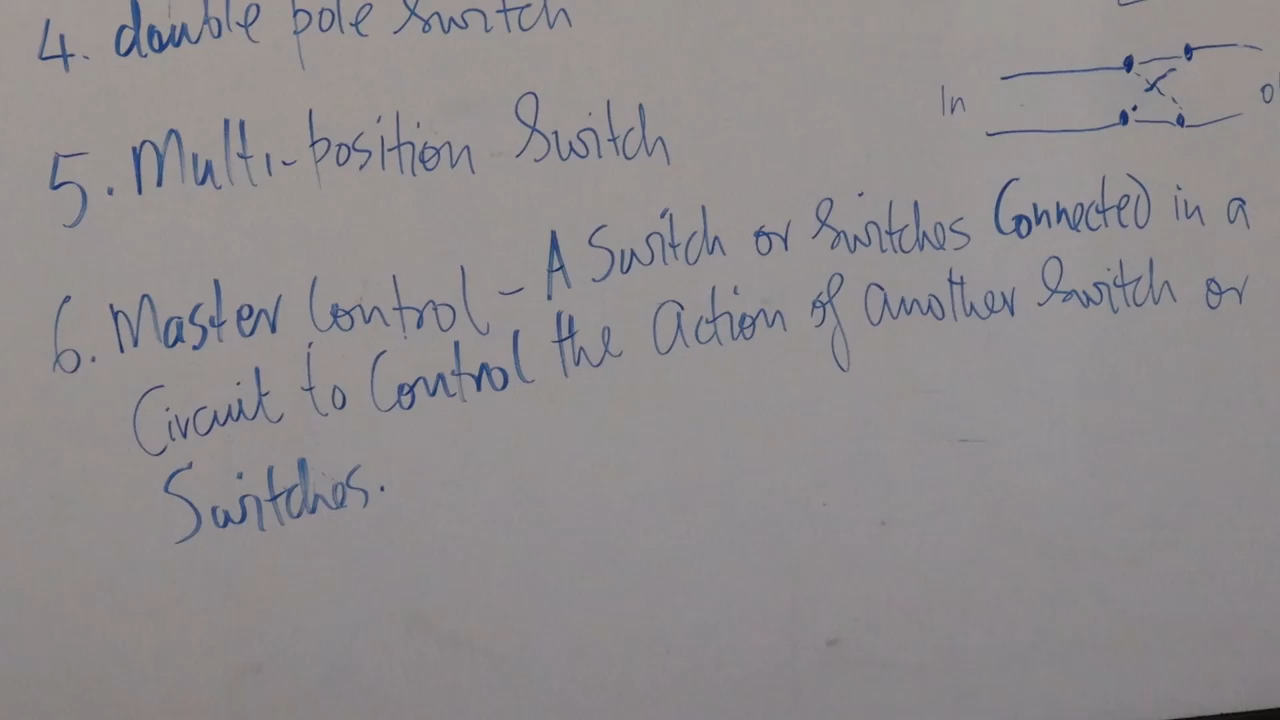 4. double pole switch
In
5. Multi-position Switch
6. Master Control - A Switch or Switches Connected in a
Circuit to Control the action of another Switch or
Switches.